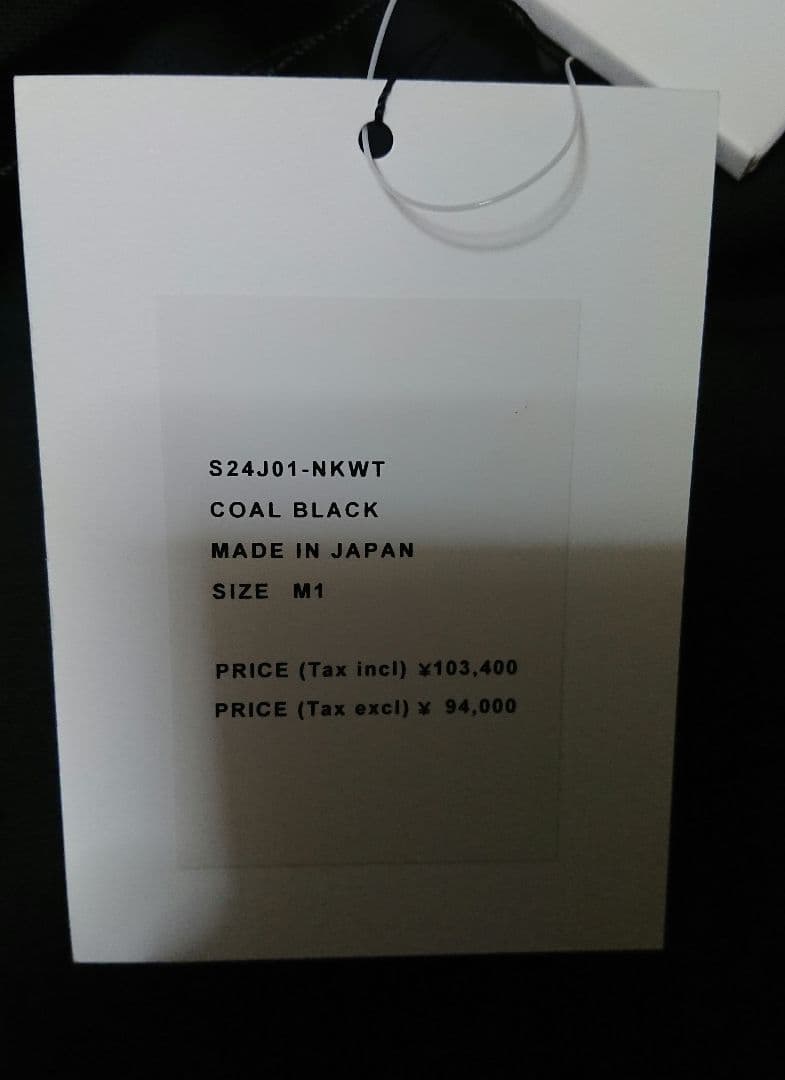 S24J01-NKWT
COAL BLACK
MADE IN JAPAN
SIZE M1
PRICE (Tax incl) ¥103,400
PRICE (Tax excl) ¥ 94,000